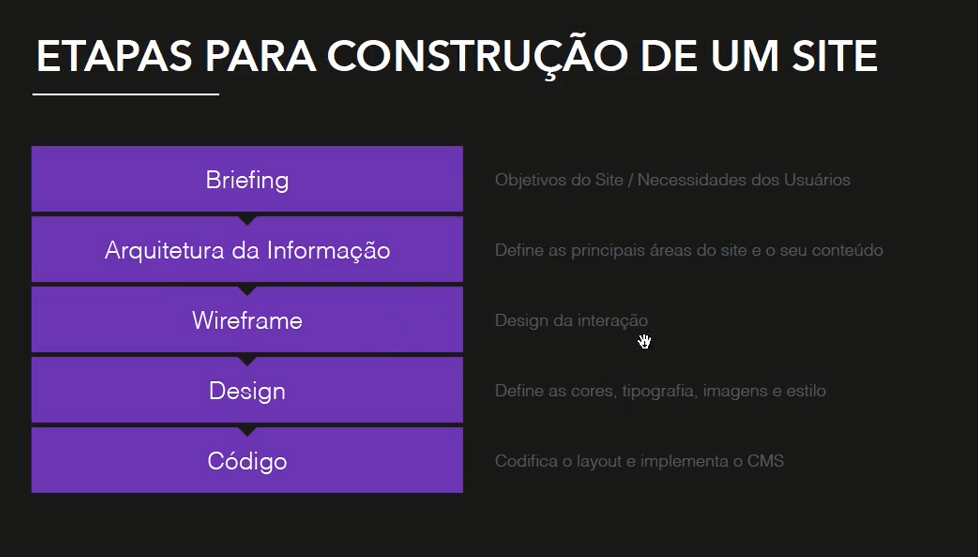 ETAPAS PARA CONSTRUÇÃO DE UM SITE
Briefing
Objetivos do Site / Necessidades dos Usuários
Arquitetura da Informação
Define as principais áreas do site e o seu conteúdo
Wireframe
Design da interação
Design
Define as cores, tipografia, imagens e estilo
Código
Codifica o layout e implementa o CMS